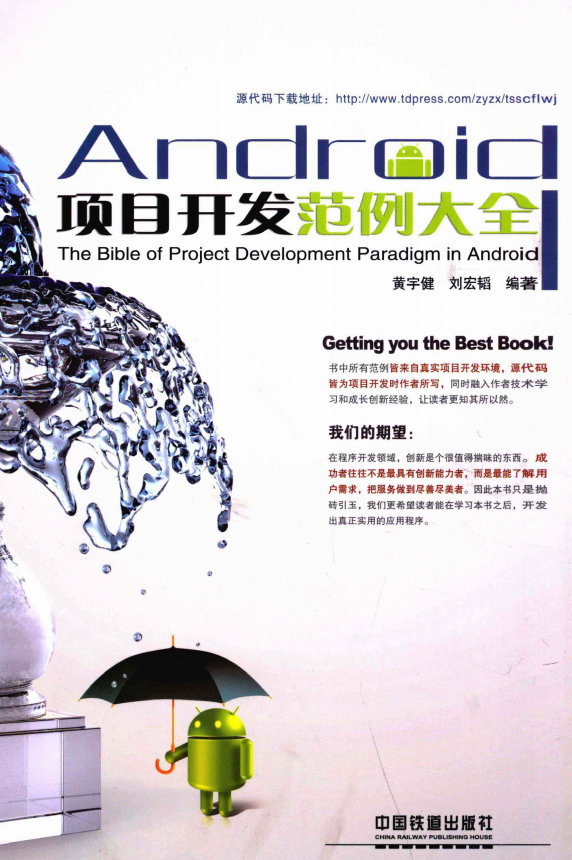 源代码下载地址：http://www.tdpress.com/zyzx/tsscflwj
Android
项目开发范例大全
The Bible of Project Development Paradigm in Android
黄宇健 刘宏韬 编著
Getting you the Best Book!
书中所有范例皆来自真实项目开发环境，源代码
皆为项目开发时作者所写，同时融入作者技术学
习和成长创新经验，让读者更知其所以然。
我们的期望：
在程序开发领域，创新是个很值得揣味的东西。成
功者往往不是最具有创新能力者，而是最能了解用
户需求，把服务做到尽善尽美者。因此本书只是抛
砖引玉，我们更希望读者能在学习本书之后，开发
出真正实用的应用程序。
中国铁道出版社
CHINA RAILWAY PUBLISHING HOUSE